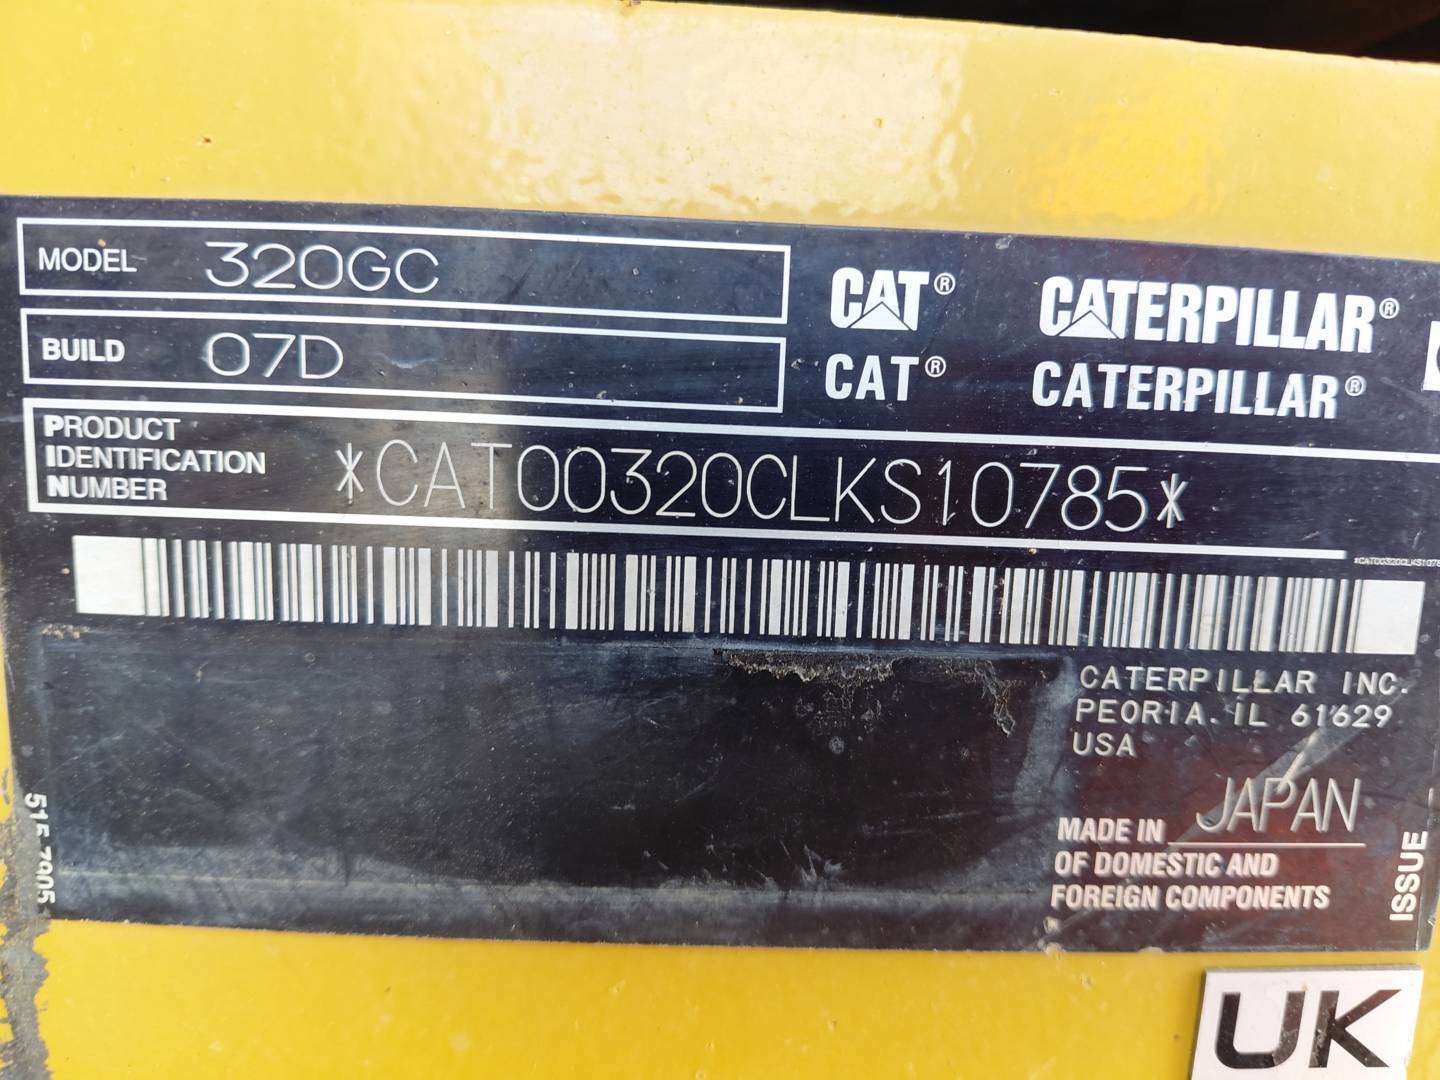 MODEL 320GC
BUILD 07D
CAT® CATERPILLAR®
CAT® CATERPILLAR®
PRODUCT
IDENTIFICATION
NUMBER
*CAT00320CLKS10785*
CATERPILLAR INC.
PEORIA. IL 61629
USA
MADE IN JAPAN
OF DOMESTIC AND
FOREIGN COMPONENTS
ISSUE
UK